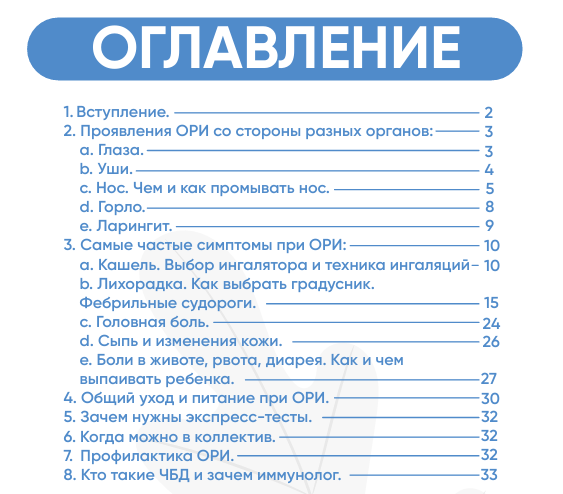 ОГЛАВЛЕНИЕ
1. Вступление. 2
2. Проявления ОРИ со стороны разных органов: 3
a. Глаза. 3
b. Уши. 4
c. Нос. Чем и как промывать нос. 5
d. Горло. 8
e. Ларингит. 9
3. Самые частые симптомы при ОРИ: 10
a. Кашель. Выбор ингалятора и техника ингаляций 10
b. Лихорадка. Как выбрать градусник.
Фебрильные судороги. 15
c. Головная боль. 24
d. Сыпь и изменения кожи. 26
e. Боли в животе, рвота, диарея. Как и чем
выпаивать ребенка. 27
4. Общий уход и питание при ОРИ. 30
5. Зачем нужны экспресс-тесты. 32
6. Когда можно в коллектив. 32
7. Профилактика ОРИ. 32
8. Кто такие ЧБД и зачем иммунолог. 33